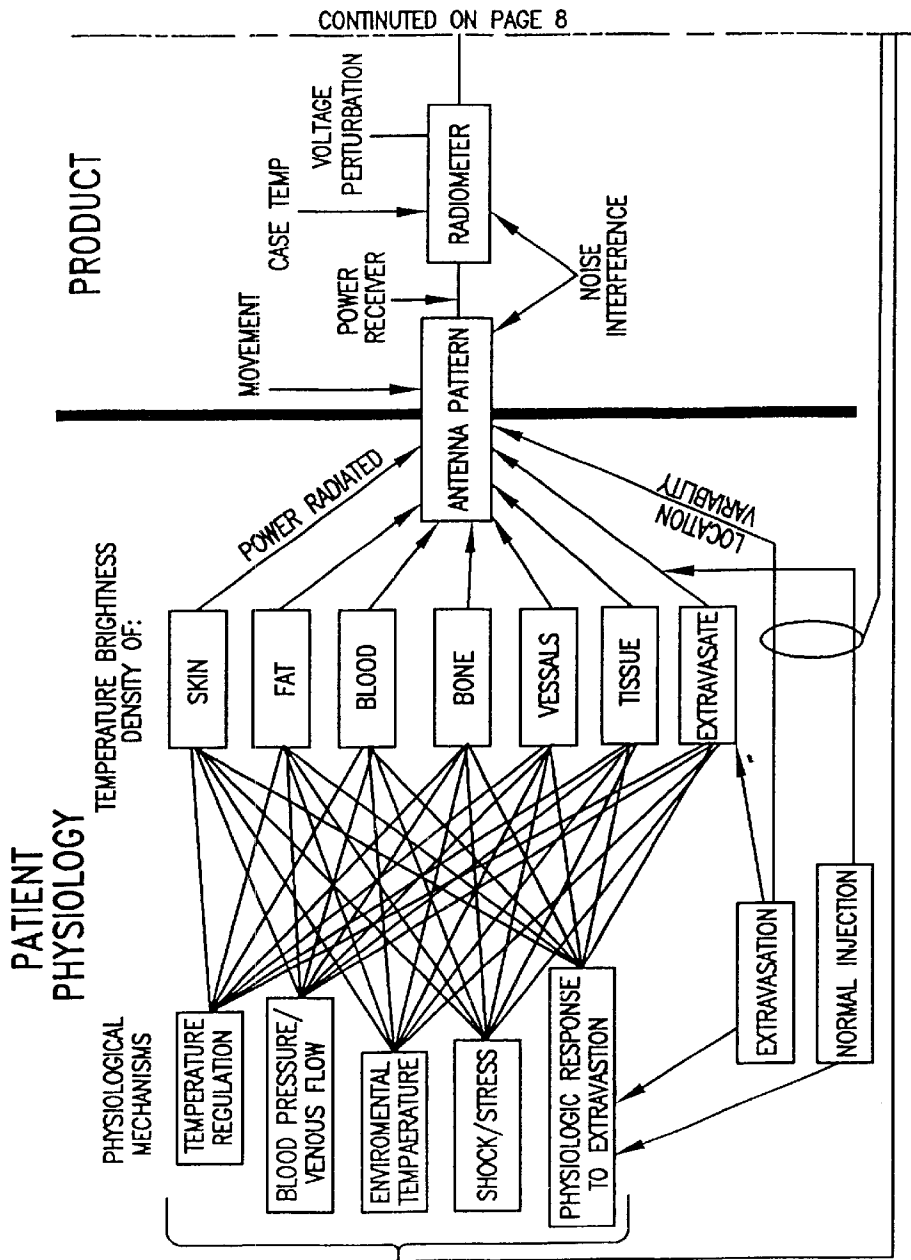 CONTINUTED ON PAGE 8
PATIENT
PHYSIOLOGY
PRODUCT
PHYSIOLOGICAL
MECHANISMS
TEMPERATURE BRIGHTNESS
DENSITY OF:
TEMPERATURE
REGULATION
BLOOD PRESSURE/
VENOUS FLOW
ENVIROMENTAL
TEMPAERATURE
SHOCK/STRESS
PHYSIOLOGIC RESPONSE
TO EXTRAVASTION
EXTRAVASATION
NORMAL INJECTION
SKIN
FAT
BLOOD
BONE
VESSALS
TISSUE
EXTRAVASATE
POWER RADIATED
LOCATION
VARIABLITY
ANTENNA PATTERN
MOVEMENT
POWER
RECEIVER
CASE TEMP
VOLTAGE
PERTURBATION
RADIOMETER
NOISE
INTERFERENCE